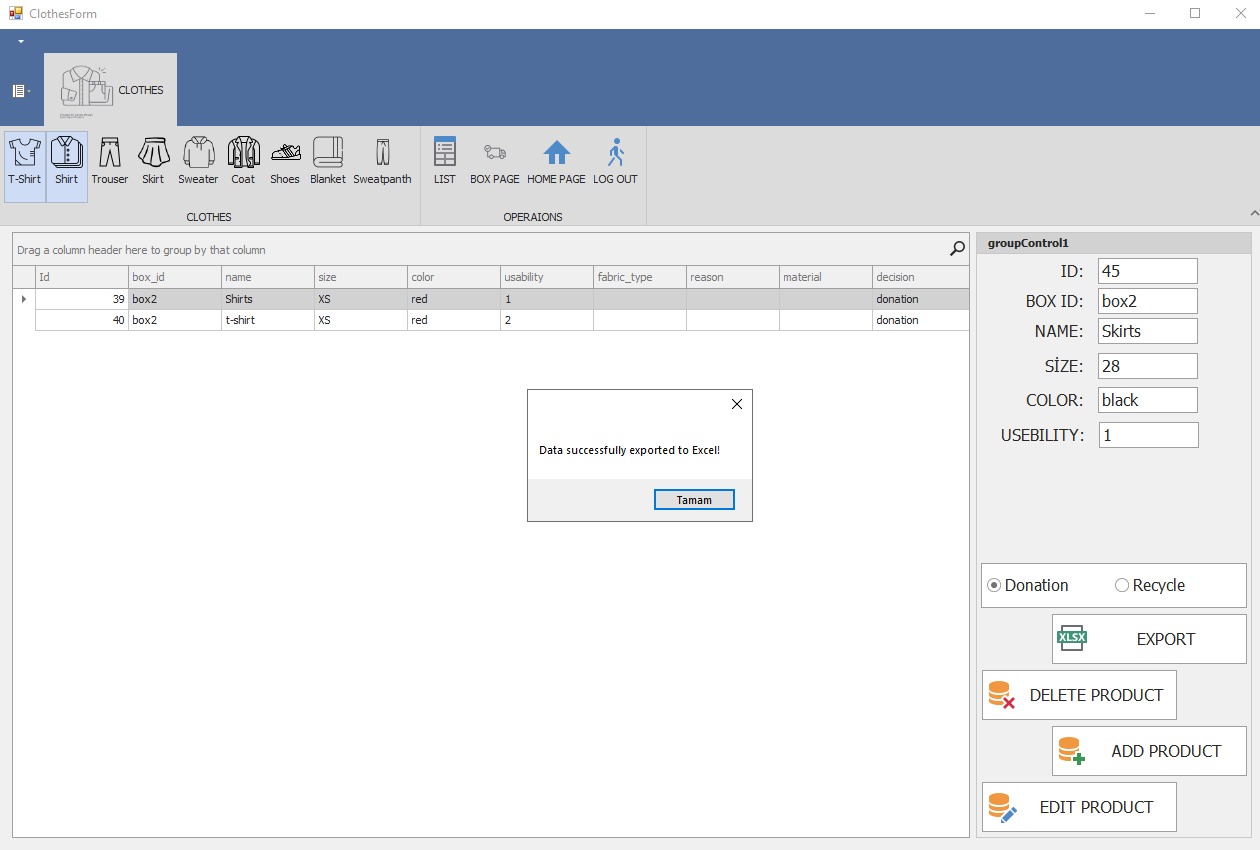 ClothesForm
CLOTHES
T-Shirt Shirt Trouser Skirt Sweater Coat Shoes Blanket Sweatpanth LIST BOX PAGE HOME PAGE LOG OUT
CLOTHES OPERAIONS
Drag a column header here to group by that column
Id box_id name size color usability fabric_type reason material decision
39 box2 Shirts XS red 1 donation
40 box2 t-shirt XS red 2 donation
Data successfully exported to Excel!
Tamam
groupControl1
ID: 45
BOX ID: box2
NAME: Skirts
SİZE: 28
COLOR: black
USEBILITY: 1
Donation Recycle
XLSX EXPORT
DELETE PRODUCT
ADD PRODUCT
EDIT PRODUCT